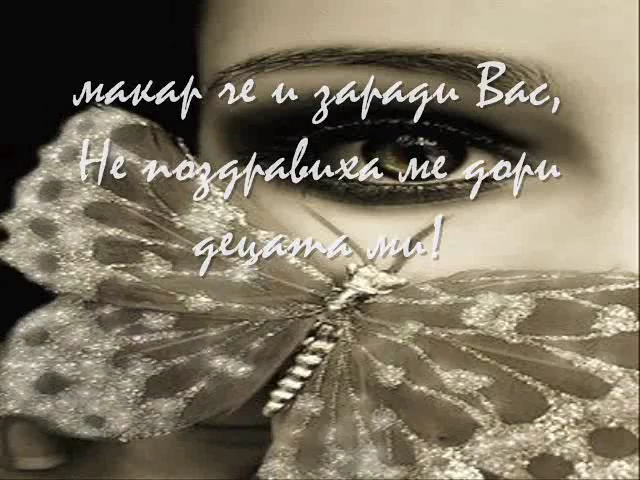 макар че и заради Вас,
Не поздравиха ме дори
децата ми!